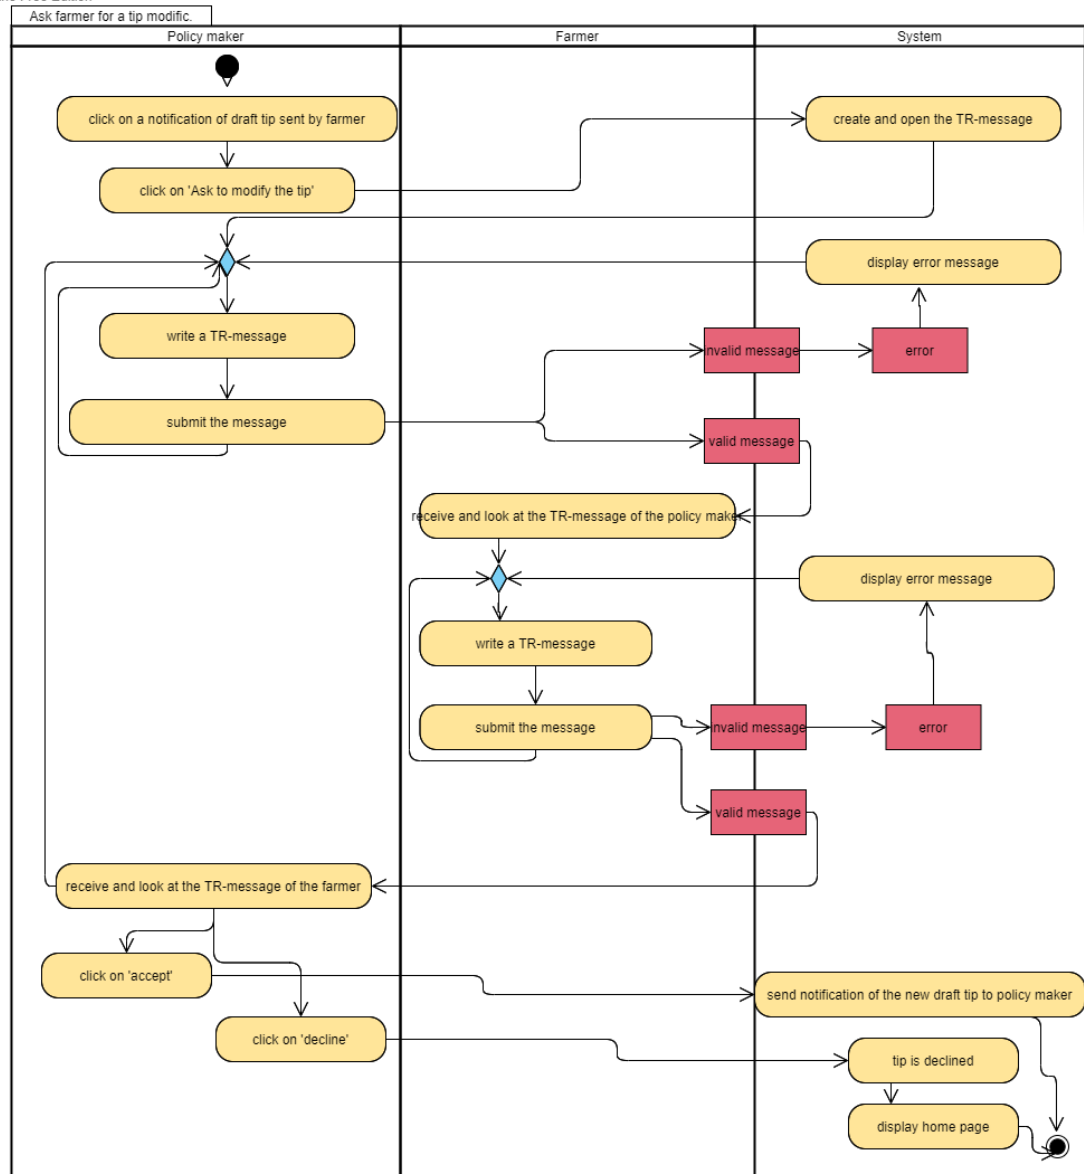 Ask farmer for a tip modific.
Policy maker
Farmer
System
click on a notification of draft tip sent by farmer
create and open the TR-message
click on 'Ask to modify the tip'
display error message
write a TR-message
nvalid message
error
submit the message
valid message
receive and look at the TR-message of the policy maker
display error message
write a TR-message
submit the message
nvalid message
error
valid message
receive and look at the TR-message of the farmer
click on 'accept'
send notification of the new draft tip to policy maker
click on 'decline'
tip is declined
display home page